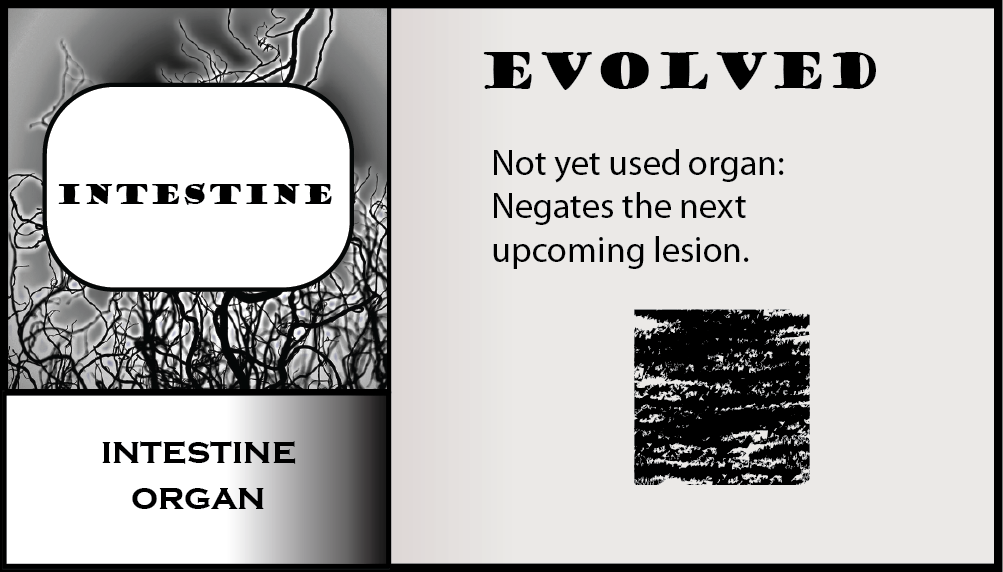 INTESTINE
INTESTINE
ORGAN
EVOLVED
Not yet used organ:
Negates the next
upcoming lesion.